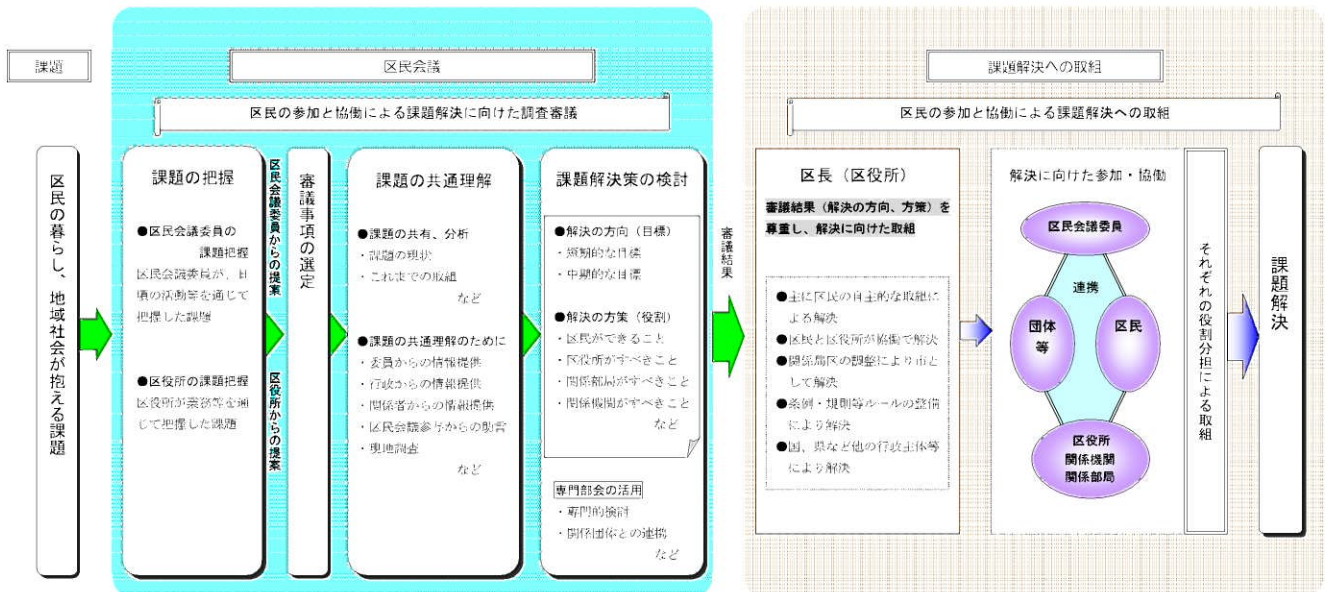 課題
区民会議
区民の参加と協働による課題解決に向けた調査審議
区民の暮らし、地域社会が抱える課題
課題の把握
●区民会議委員の
課題把握
区民会議委員が、日
頃の活動等を通じて
把握した課題
●区役所の課題把握
区役所が業務等を通
じて把握した課題
区民会議委員からの提案
区役所からの提案
審議事項の選定
課題の共通理解
●課題の共有、分析
・課題の現状
・これまでの取組
など
●課題の共通理解のために
・委員からの情報提供
・行政からの情報提供
・関係者からの情報提供
・区民会議参与からの助言
・現地調査
など
課題解決策の検討
●解決の方向（目標）
・短期的な目標
・中期的な目標
●解決の方策（役割）
・区民ができること
・区役所がすべきこと
・関係部局がすべきこと
・関係機関がすべきこと
など
専門部会の活用
・専門的検討
・関係団体との連携
など
審議結果
課題解決への取組
区民の参加と協働による課題解決への取組
区長（区役所）
審議結果（解決の方向、方策）を
尊重し、解決に向けた取組
●主に区民の自主的な取組に
よる解決
●区民と区役所が協働で解決
●関係局区の調整により市と
して解決
●条例・規則等ルールの整備
により解決
●国、県など他の行政主体等
により解決
解決に向けた参加・協働
区民会議委員
連携
団体
等
区民
区役所
関係機関
関係部局
それぞれの役割分担による取組
課題解決